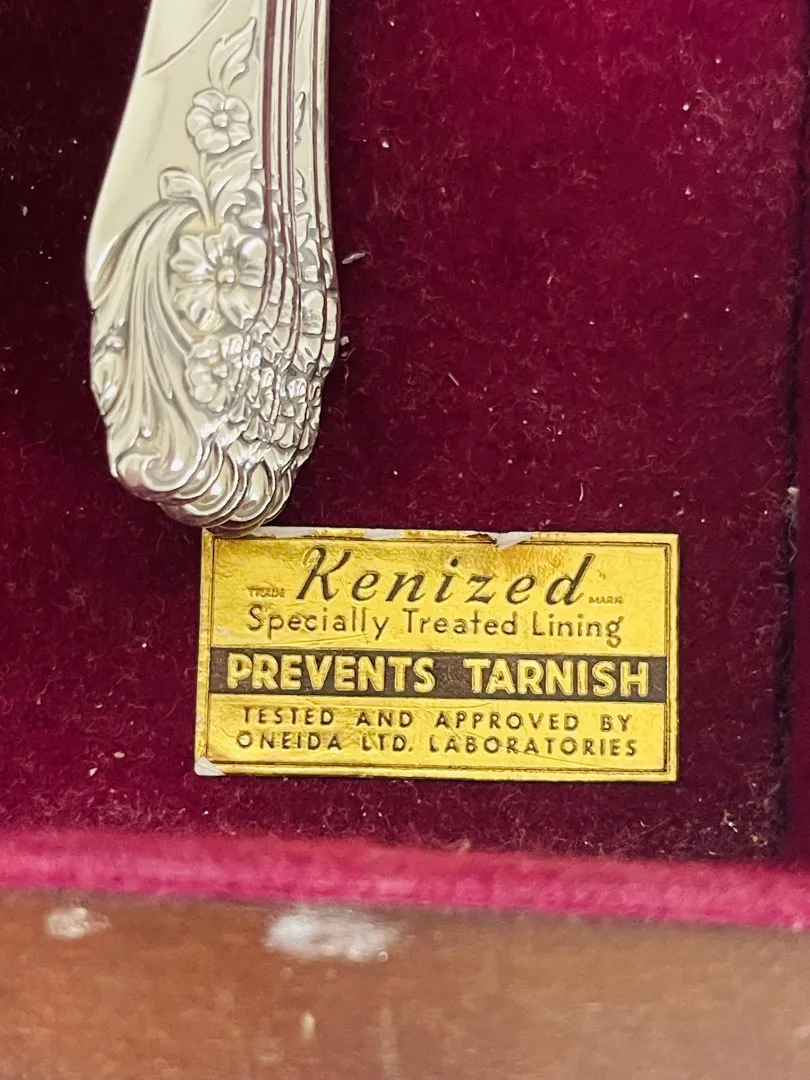 Kenized
TRADE MARK
Specially Treated Lining
PREVENTS TARNISH
TESTED AND APPROVED BY
ONEIDA LTD. LABORATORIES